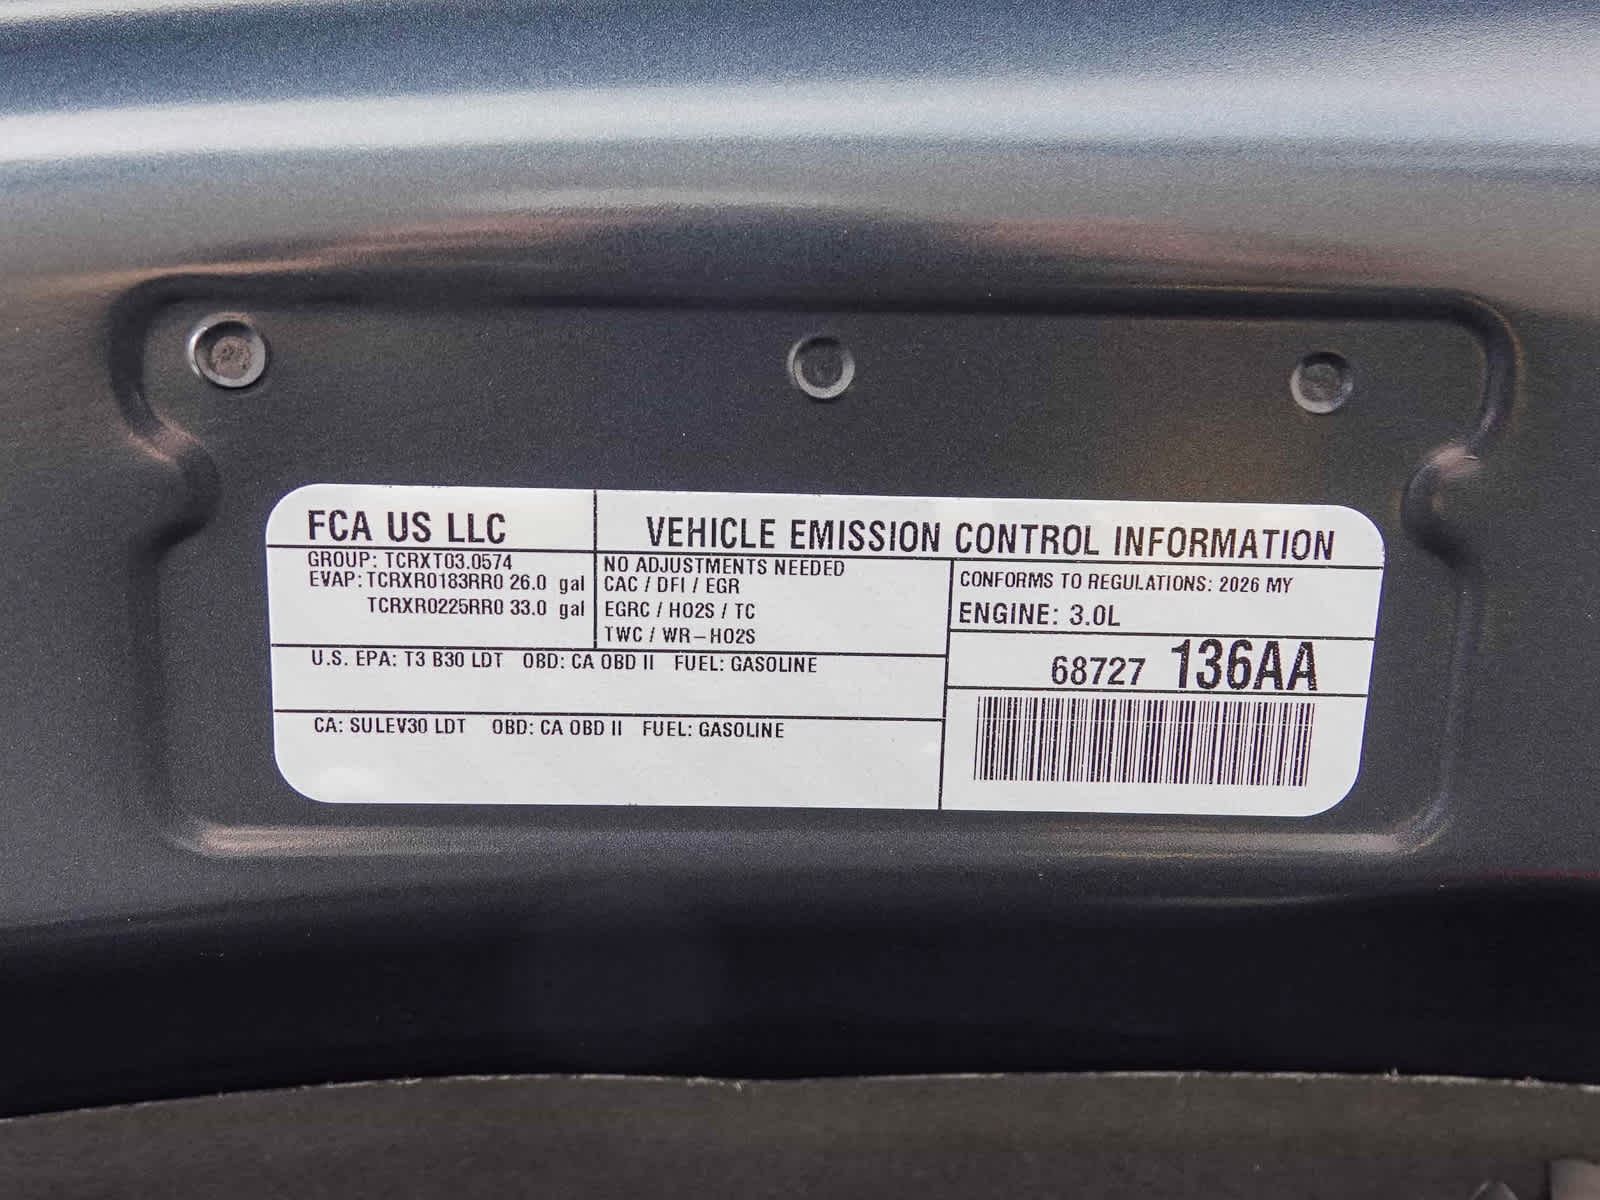 FCA US LLC
VEHICLE EMISSION CONTROL INFORMATION
GROUP: TCRXT03.0574
EVAP: TCRXR0183RR0 26.0 gal
TCRXR0225RR0 33.0 gal
NO ADJUSTMENTS NEEDED
CAC / DFI / EGR
EGRC / HO2S / TC
TWC / WR-HO2S
CONFORMS TO REGULATIONS: 2026 MY
ENGINE: 3.0L
U.S. EPA: T3 B30 LDT OBD: CA OBD II FUEL: GASOLINE
68727 136AA
CA: SULEV30 LDT OBD: CA OBD II FUEL: GASOLINE